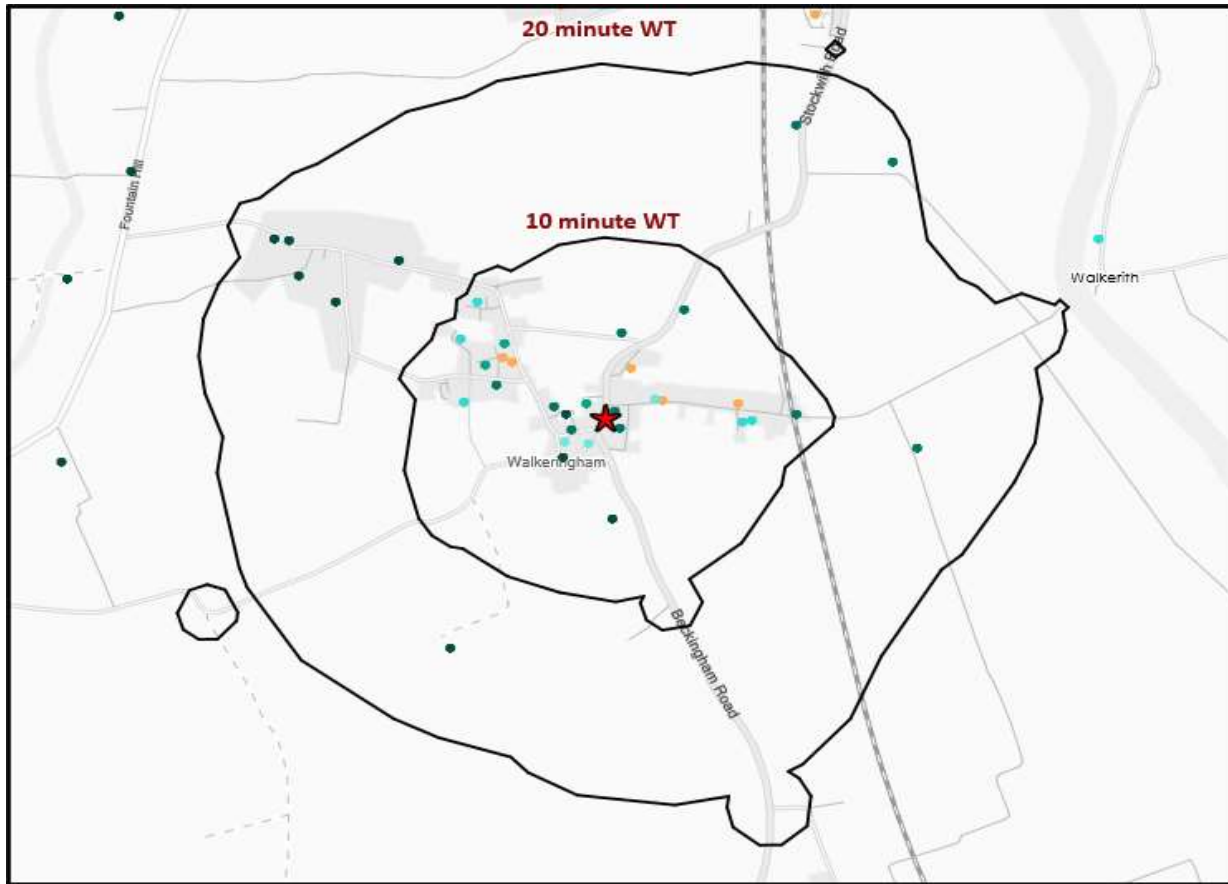 20 minute WT
Stockwith Road
Fountain Hill
10 minute WT
Walkerith
Walkeringham
Beckingham Road